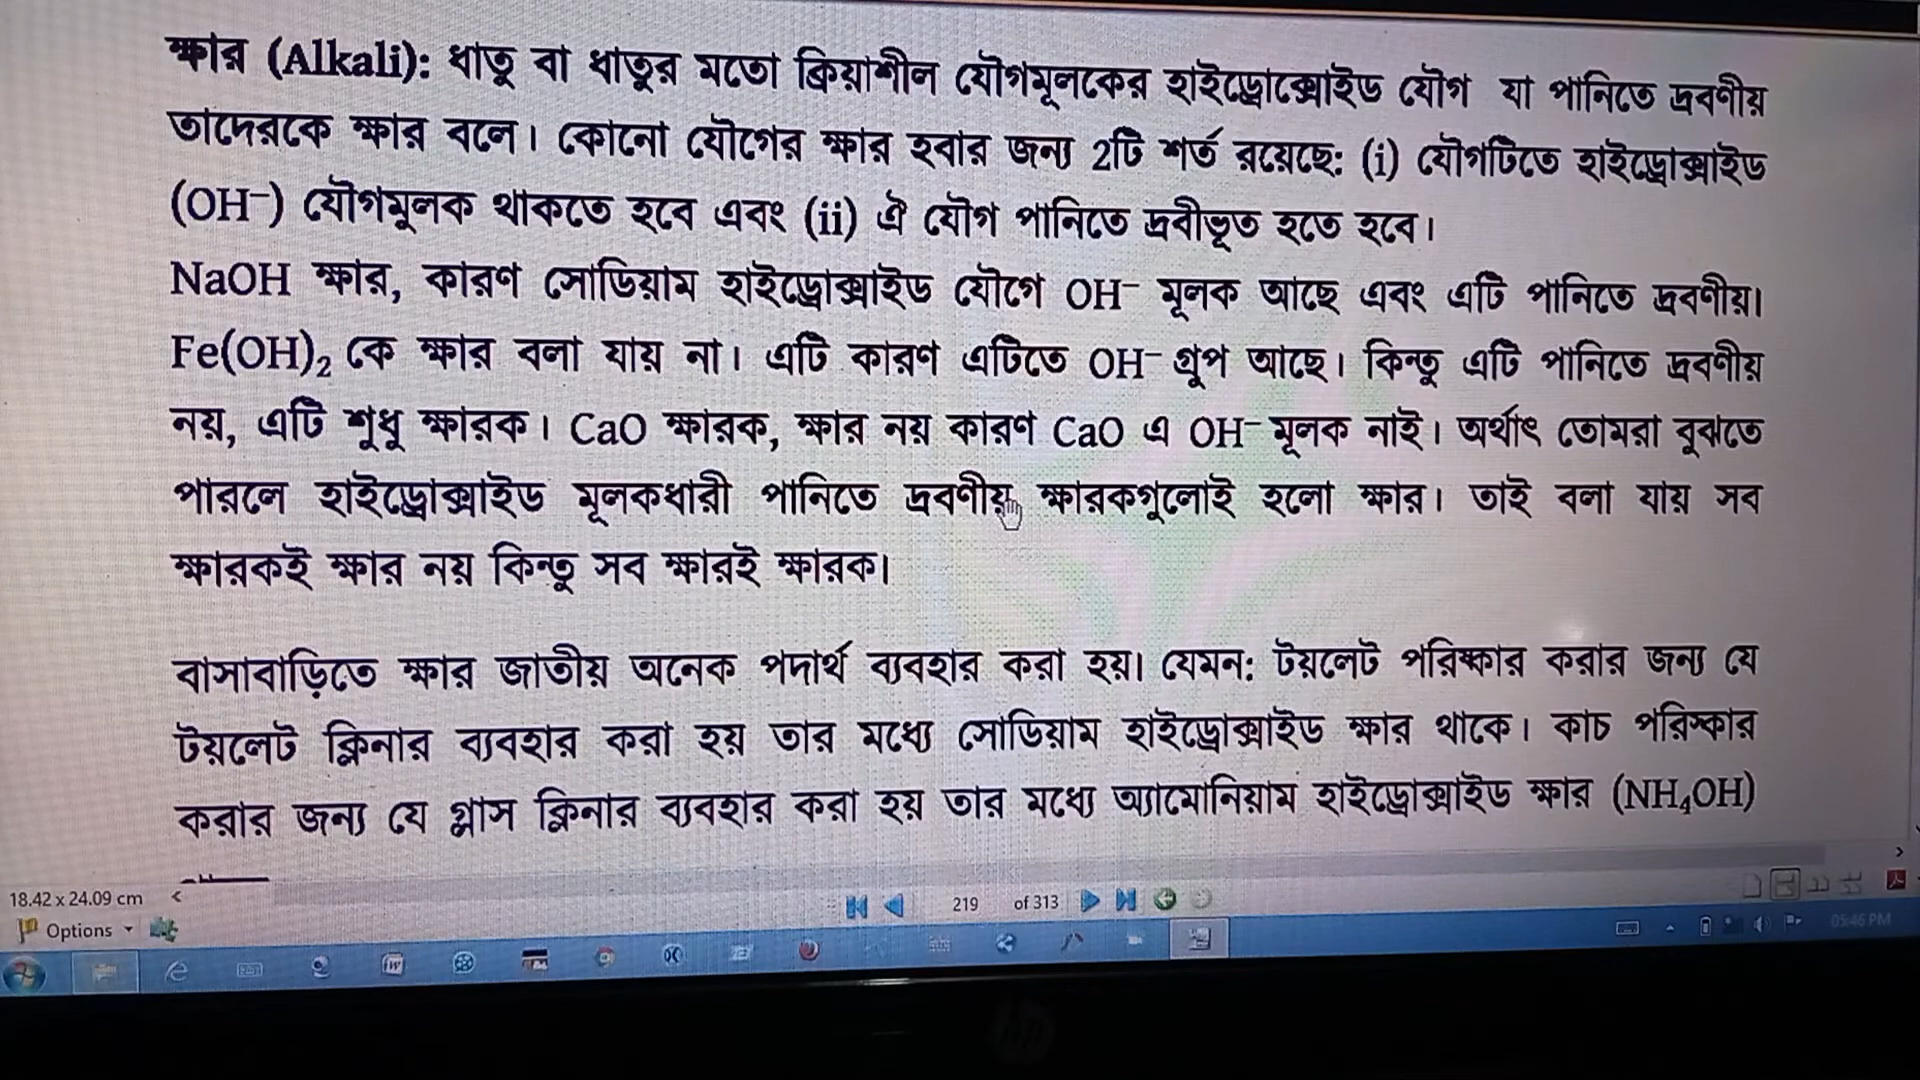 ক্ষার (Alkali): ধাতু বা ধাতুর মতো ক্রিয়াশীল যৌগমূলকের হাইড্রোক্সোইড যৌগ যা পানিতে দ্রবণীয়
তাদেরকে ক্ষার বলে। কোনো যৌগের ক্ষার হবার জন্য 2টি শর্ত রয়েছে: (i) যৌগটিতে হাইড্রোক্সাইড
(OH⁻) যৌগমুলক থাকতে হবে এবং (ii) ঐ যৌগ পানিতে দ্রবীভূত হতে হবে।
NaOH ক্ষার, কারণ সোডিয়াম হাইড্রোক্সাইড যৌগে OH⁻ মূলক আছে এবং এটি পানিতে দ্রবণীয়।
Fe(OH)₂ কে ক্ষার বলা যায় না। এটি কারণ এটিতে OH⁻ গ্রুপ আছে। কিন্তু এটি পানিতে দ্রবণীয়
নয়, এটি শুধু ক্ষারক। CaO ক্ষারক, ক্ষার নয় কারণ CaO এ OH⁻ মূলক নাই। অর্থাৎ তোমরা বুঝতে
পারলে হাইড্রোক্সাইড মূলকধারী পানিতে দ্রবণীয় ক্ষারকগুলোই হলো ক্ষার। তাই বলা যায় সব
ক্ষারকই ক্ষার নয় কিন্তু সব ক্ষারই ক্ষারক।
বাসাবাড়িতে ক্ষার জাতীয় অনেক পদার্থ ব্যবহার করা হয়। যেমন: টয়লেট পরিষ্কার করার জন্য যে
টয়লেট ক্লিনার ব্যবহার করা হয় তার মধ্যে সোডিয়াম হাইড্রোক্সাইড ক্ষার থাকে। কাচ পরিস্কার
করার জন্য যে গ্লাস ক্লিনার ব্যবহার করা হয় তার মধ্যে অ্যামোনিয়াম হাইড্রোক্সাইড ক্ষার (NH₄OH)
18.42 x 24.09 cm
219 of 313
Options
05:46 PM
hp